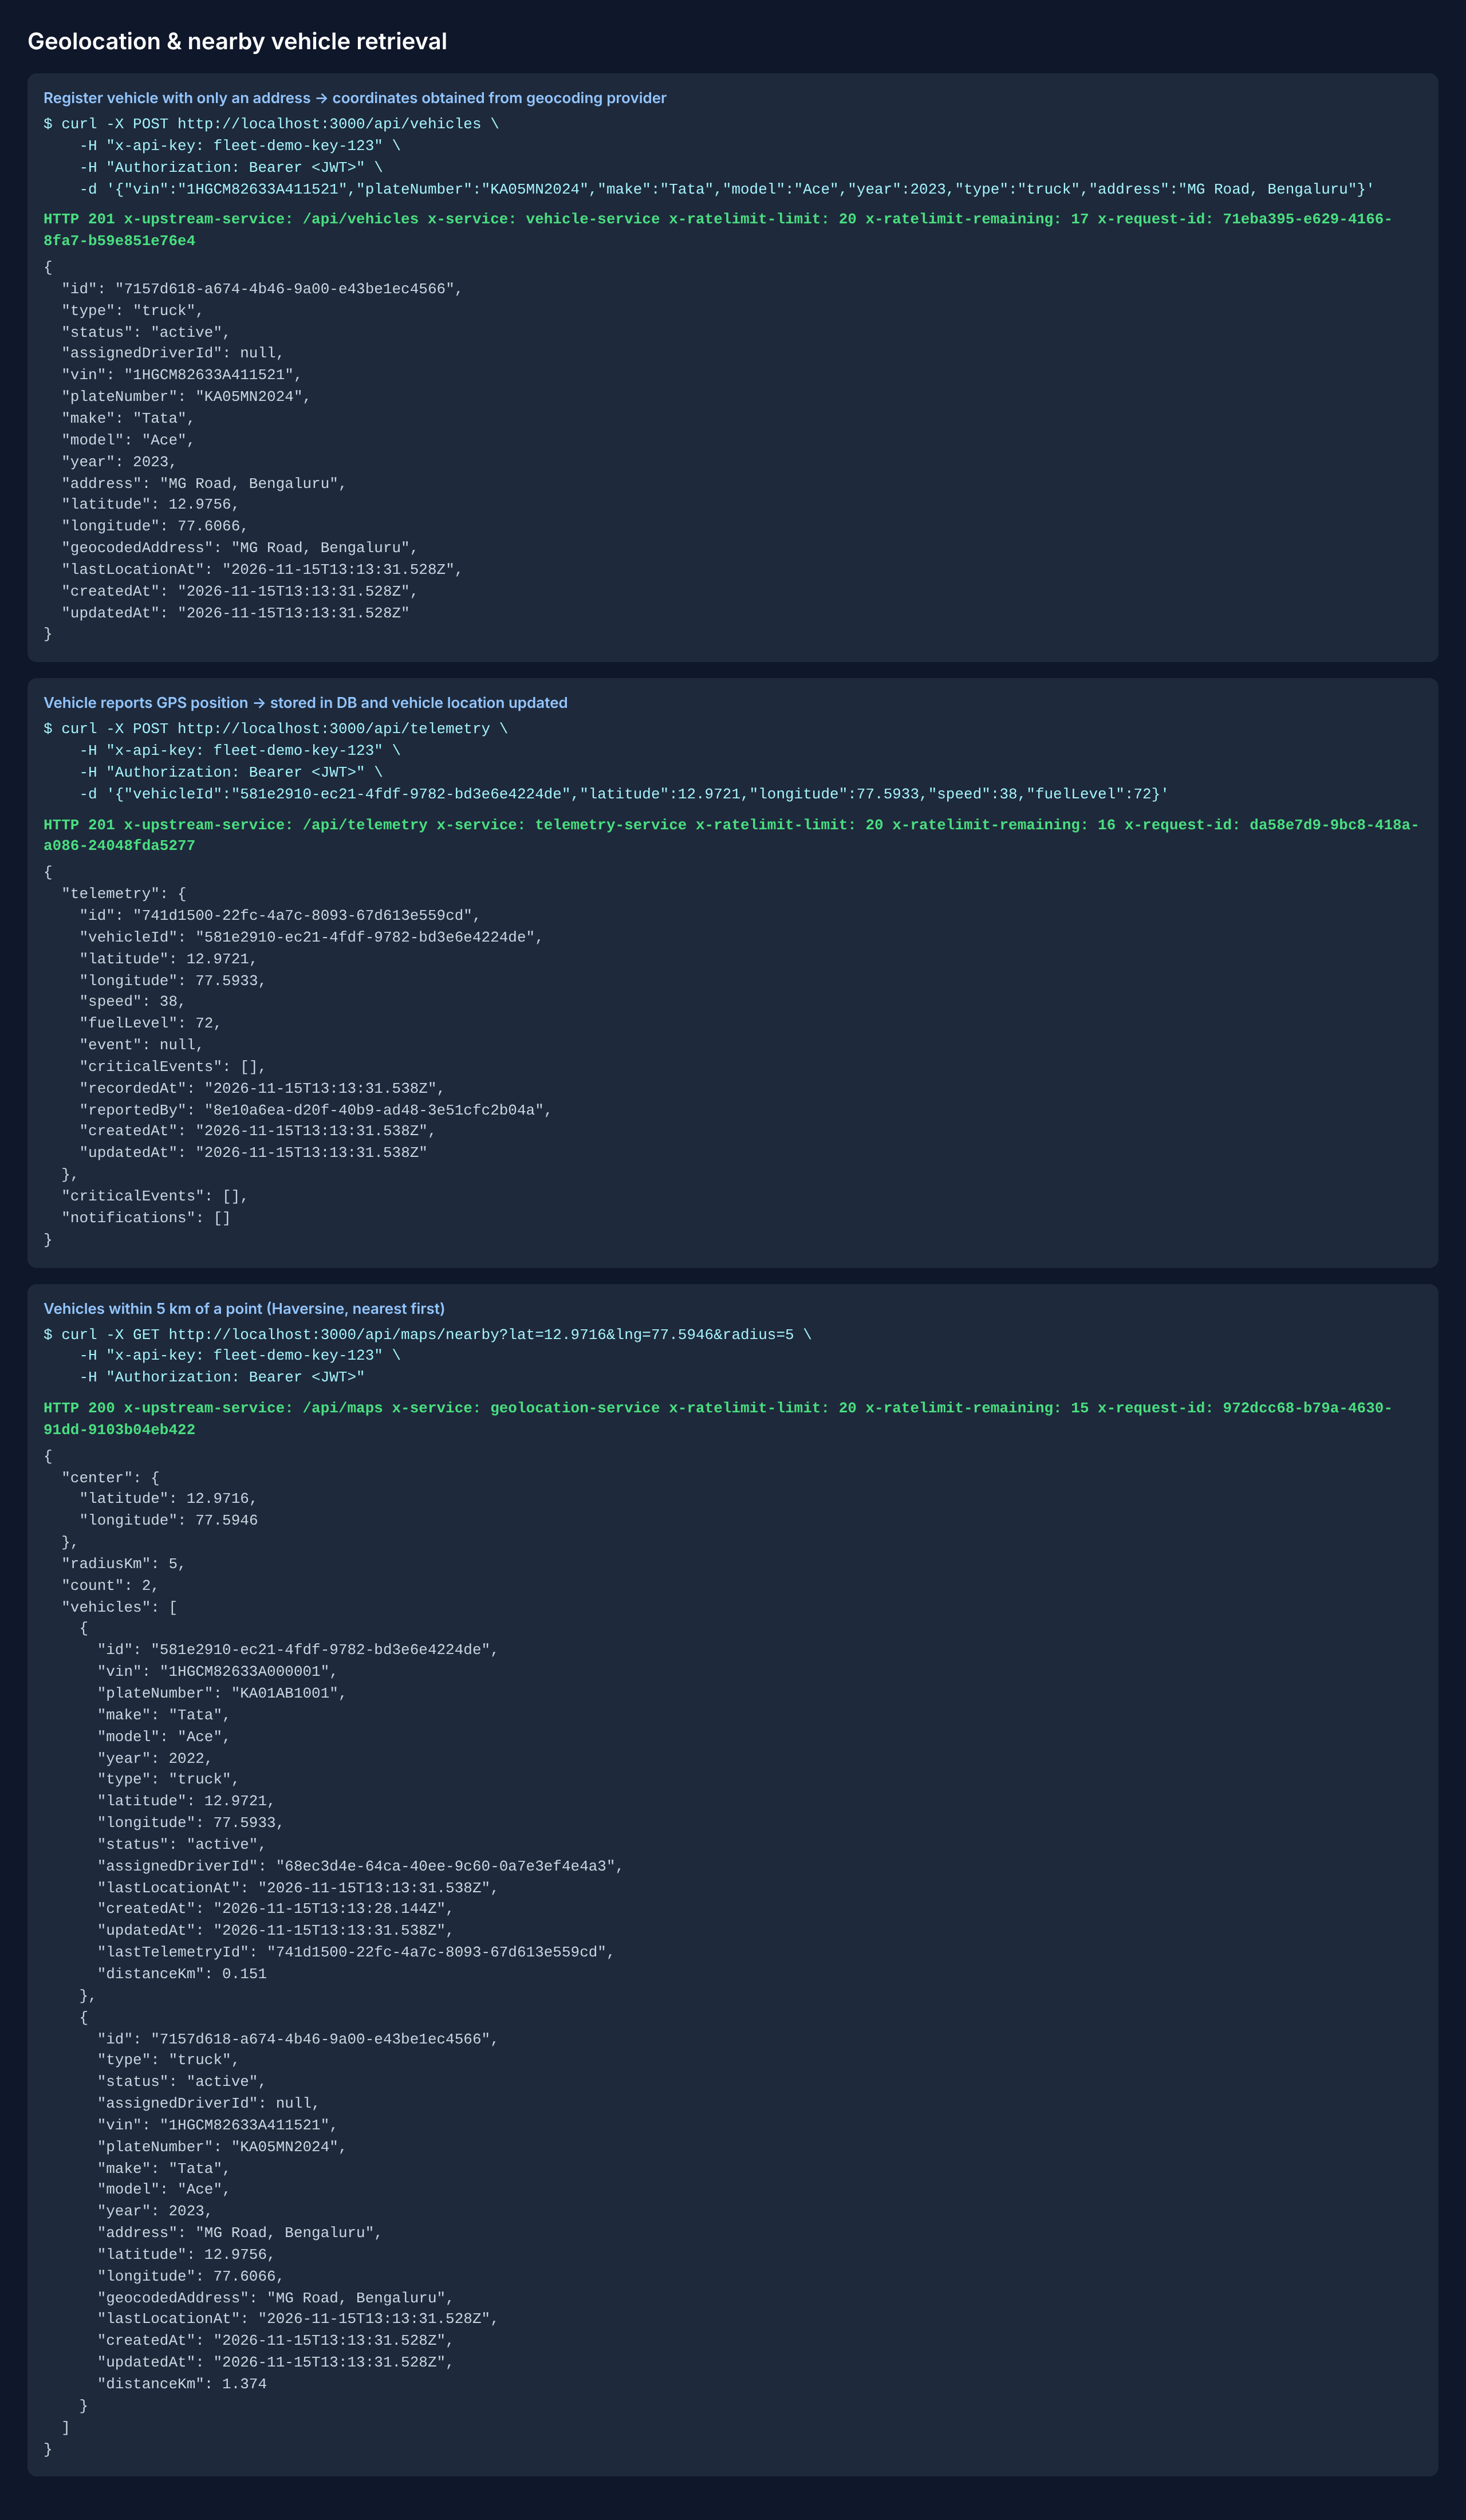 Geolocation & nearby vehicle retrieval
Register vehicle with only an address → coordinates obtained from geocoding provider
$ curl -X POST http://localhost:3000/api/vehicles \
    -H "x-api-key: fleet-demo-key-123" \
    -H "Authorization: Bearer <JWT>" \
    -d '{"vin":"1HGCM82633A411521","plateNumber":"KA05MN2024","make":"Tata","model":"Ace","year":2023,"type":"truck","address":"MG Road, Bengaluru"}'
HTTP 201 x-upstream-service: /api/vehicles x-service: vehicle-service x-ratelimit-limit: 20 x-ratelimit-remaining: 17 x-request-id: 71eba395-e629-4166-
8fa7-b59e851e76e4
{
  "id": "7157d618-a674-4b46-9a00-e43be1ec4566",
  "type": "truck",
  "status": "active",
  "assignedDriverId": null,
  "vin": "1HGCM82633A411521",
  "plateNumber": "KA05MN2024",
  "make": "Tata",
  "model": "Ace",
  "year": 2023,
  "address": "MG Road, Bengaluru",
  "latitude": 12.9756,
  "longitude": 77.6066,
  "geocodedAddress": "MG Road, Bengaluru",
  "lastLocationAt": "2026-11-15T13:13:31.528Z",
  "createdAt": "2026-11-15T13:13:31.528Z",
  "updatedAt": "2026-11-15T13:13:31.528Z"
}
Vehicle reports GPS position → stored in DB and vehicle location updated
$ curl -X POST http://localhost:3000/api/telemetry \
    -H "x-api-key: fleet-demo-key-123" \
    -H "Authorization: Bearer <JWT>" \
    -d '{"vehicleId":"581e2910-ec21-4fdf-9782-bd3e6e4224de","latitude":12.9721,"longitude":77.5933,"speed":38,"fuelLevel":72}'
HTTP 201 x-upstream-service: /api/telemetry x-service: telemetry-service x-ratelimit-limit: 20 x-ratelimit-remaining: 16 x-request-id: da58e7d9-9bc8-418a-
a086-24048fda5277
{
  "telemetry": {
    "id": "741d1500-22fc-4a7c-8093-67d613e559cd",
    "vehicleId": "581e2910-ec21-4fdf-9782-bd3e6e4224de",
    "latitude": 12.9721,
    "longitude": 77.5933,
    "speed": 38,
    "fuelLevel": 72,
    "event": null,
    "criticalEvents": [],
    "recordedAt": "2026-11-15T13:13:31.538Z",
    "reportedBy": "8e10a6ea-d20f-40b9-ad48-3e51cfc2b04a",
    "createdAt": "2026-11-15T13:13:31.538Z",
    "updatedAt": "2026-11-15T13:13:31.538Z"
  },
  "criticalEvents": [],
  "notifications": []
}
Vehicles within 5 km of a point (Haversine, nearest first)
$ curl -X GET http://localhost:3000/api/maps/nearby?lat=12.9716&lng=77.5946&radius=5 \
    -H "x-api-key: fleet-demo-key-123" \
    -H "Authorization: Bearer <JWT>"
HTTP 200 x-upstream-service: /api/maps x-service: geolocation-service x-ratelimit-limit: 20 x-ratelimit-remaining: 15 x-request-id: 972dcc68-b79a-4630-
91dd-9103b04eb422
{
  "center": {
    "latitude": 12.9716,
    "longitude": 77.5946
  },
  "radiusKm": 5,
  "count": 2,
  "vehicles": [
    {
      "id": "581e2910-ec21-4fdf-9782-bd3e6e4224de",
      "vin": "1HGCM82633A000001",
      "plateNumber": "KA01AB1001",
      "make": "Tata",
      "model": "Ace",
      "year": 2022,
      "type": "truck",
      "latitude": 12.9721,
      "longitude": 77.5933,
      "status": "active",
      "assignedDriverId": "68ec3d4e-64ca-40ee-9c60-0a7e3ef4e4a3",
      "lastLocationAt": "2026-11-15T13:13:31.538Z",
      "createdAt": "2026-11-15T13:13:28.144Z",
      "updatedAt": "2026-11-15T13:13:31.538Z",
      "lastTelemetryId": "741d1500-22fc-4a7c-8093-67d613e559cd",
      "distanceKm": 0.151
    },
    {
      "id": "7157d618-a674-4b46-9a00-e43be1ec4566",
      "type": "truck",
      "status": "active",
      "assignedDriverId": null,
      "vin": "1HGCM82633A411521",
      "plateNumber": "KA05MN2024",
      "make": "Tata",
      "model": "Ace",
      "year": 2023,
      "address": "MG Road, Bengaluru",
      "latitude": 12.9756,
      "longitude": 77.6066,
      "geocodedAddress": "MG Road, Bengaluru",
      "lastLocationAt": "2026-11-15T13:13:31.528Z",
      "createdAt": "2026-11-15T13:13:31.528Z",
      "updatedAt": "2026-11-15T13:13:31.528Z",
      "distanceKm": 1.374
    }
  ]
}